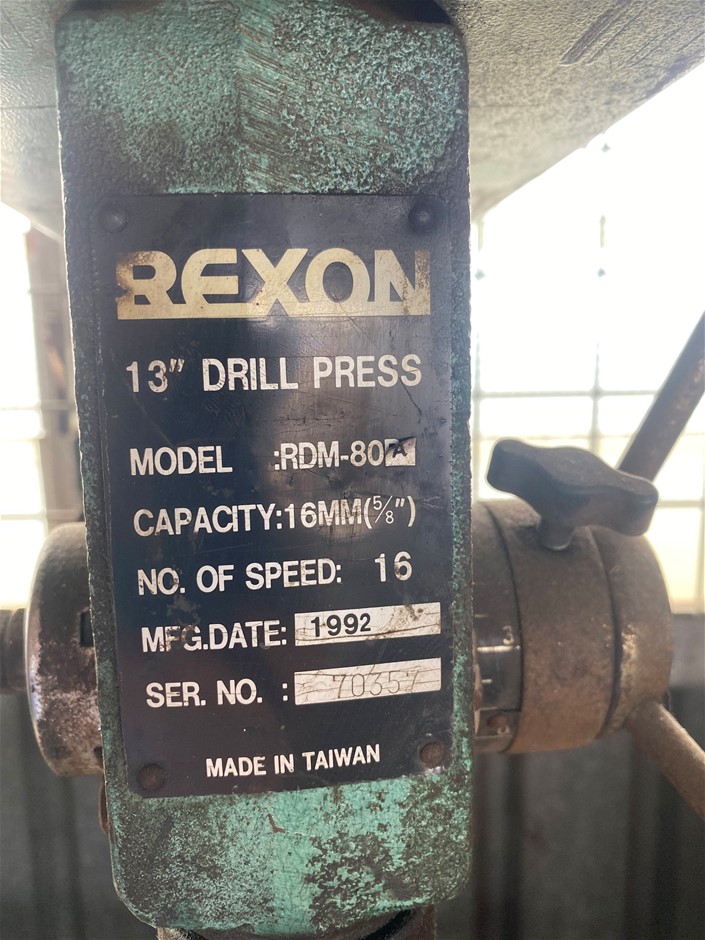 REXON
13" DRILL PRESS
MODEL :RDM-80
CAPACITY:16MM(5/8")
NO. OF SPEED: 16
MFG.DATE: 1992
SER. NO. : 70357
MADE IN TAIWAN